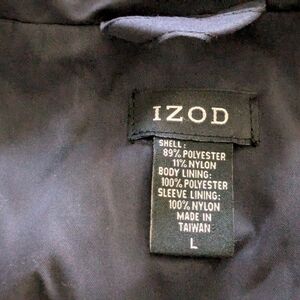 IZOD
SHELL:
89% POLYESTER
11% NYLON
BODY LINING:
100% POLYESTER
SLEEVE LINING:
100% NYLON
MADE IN
TAIWAN
L